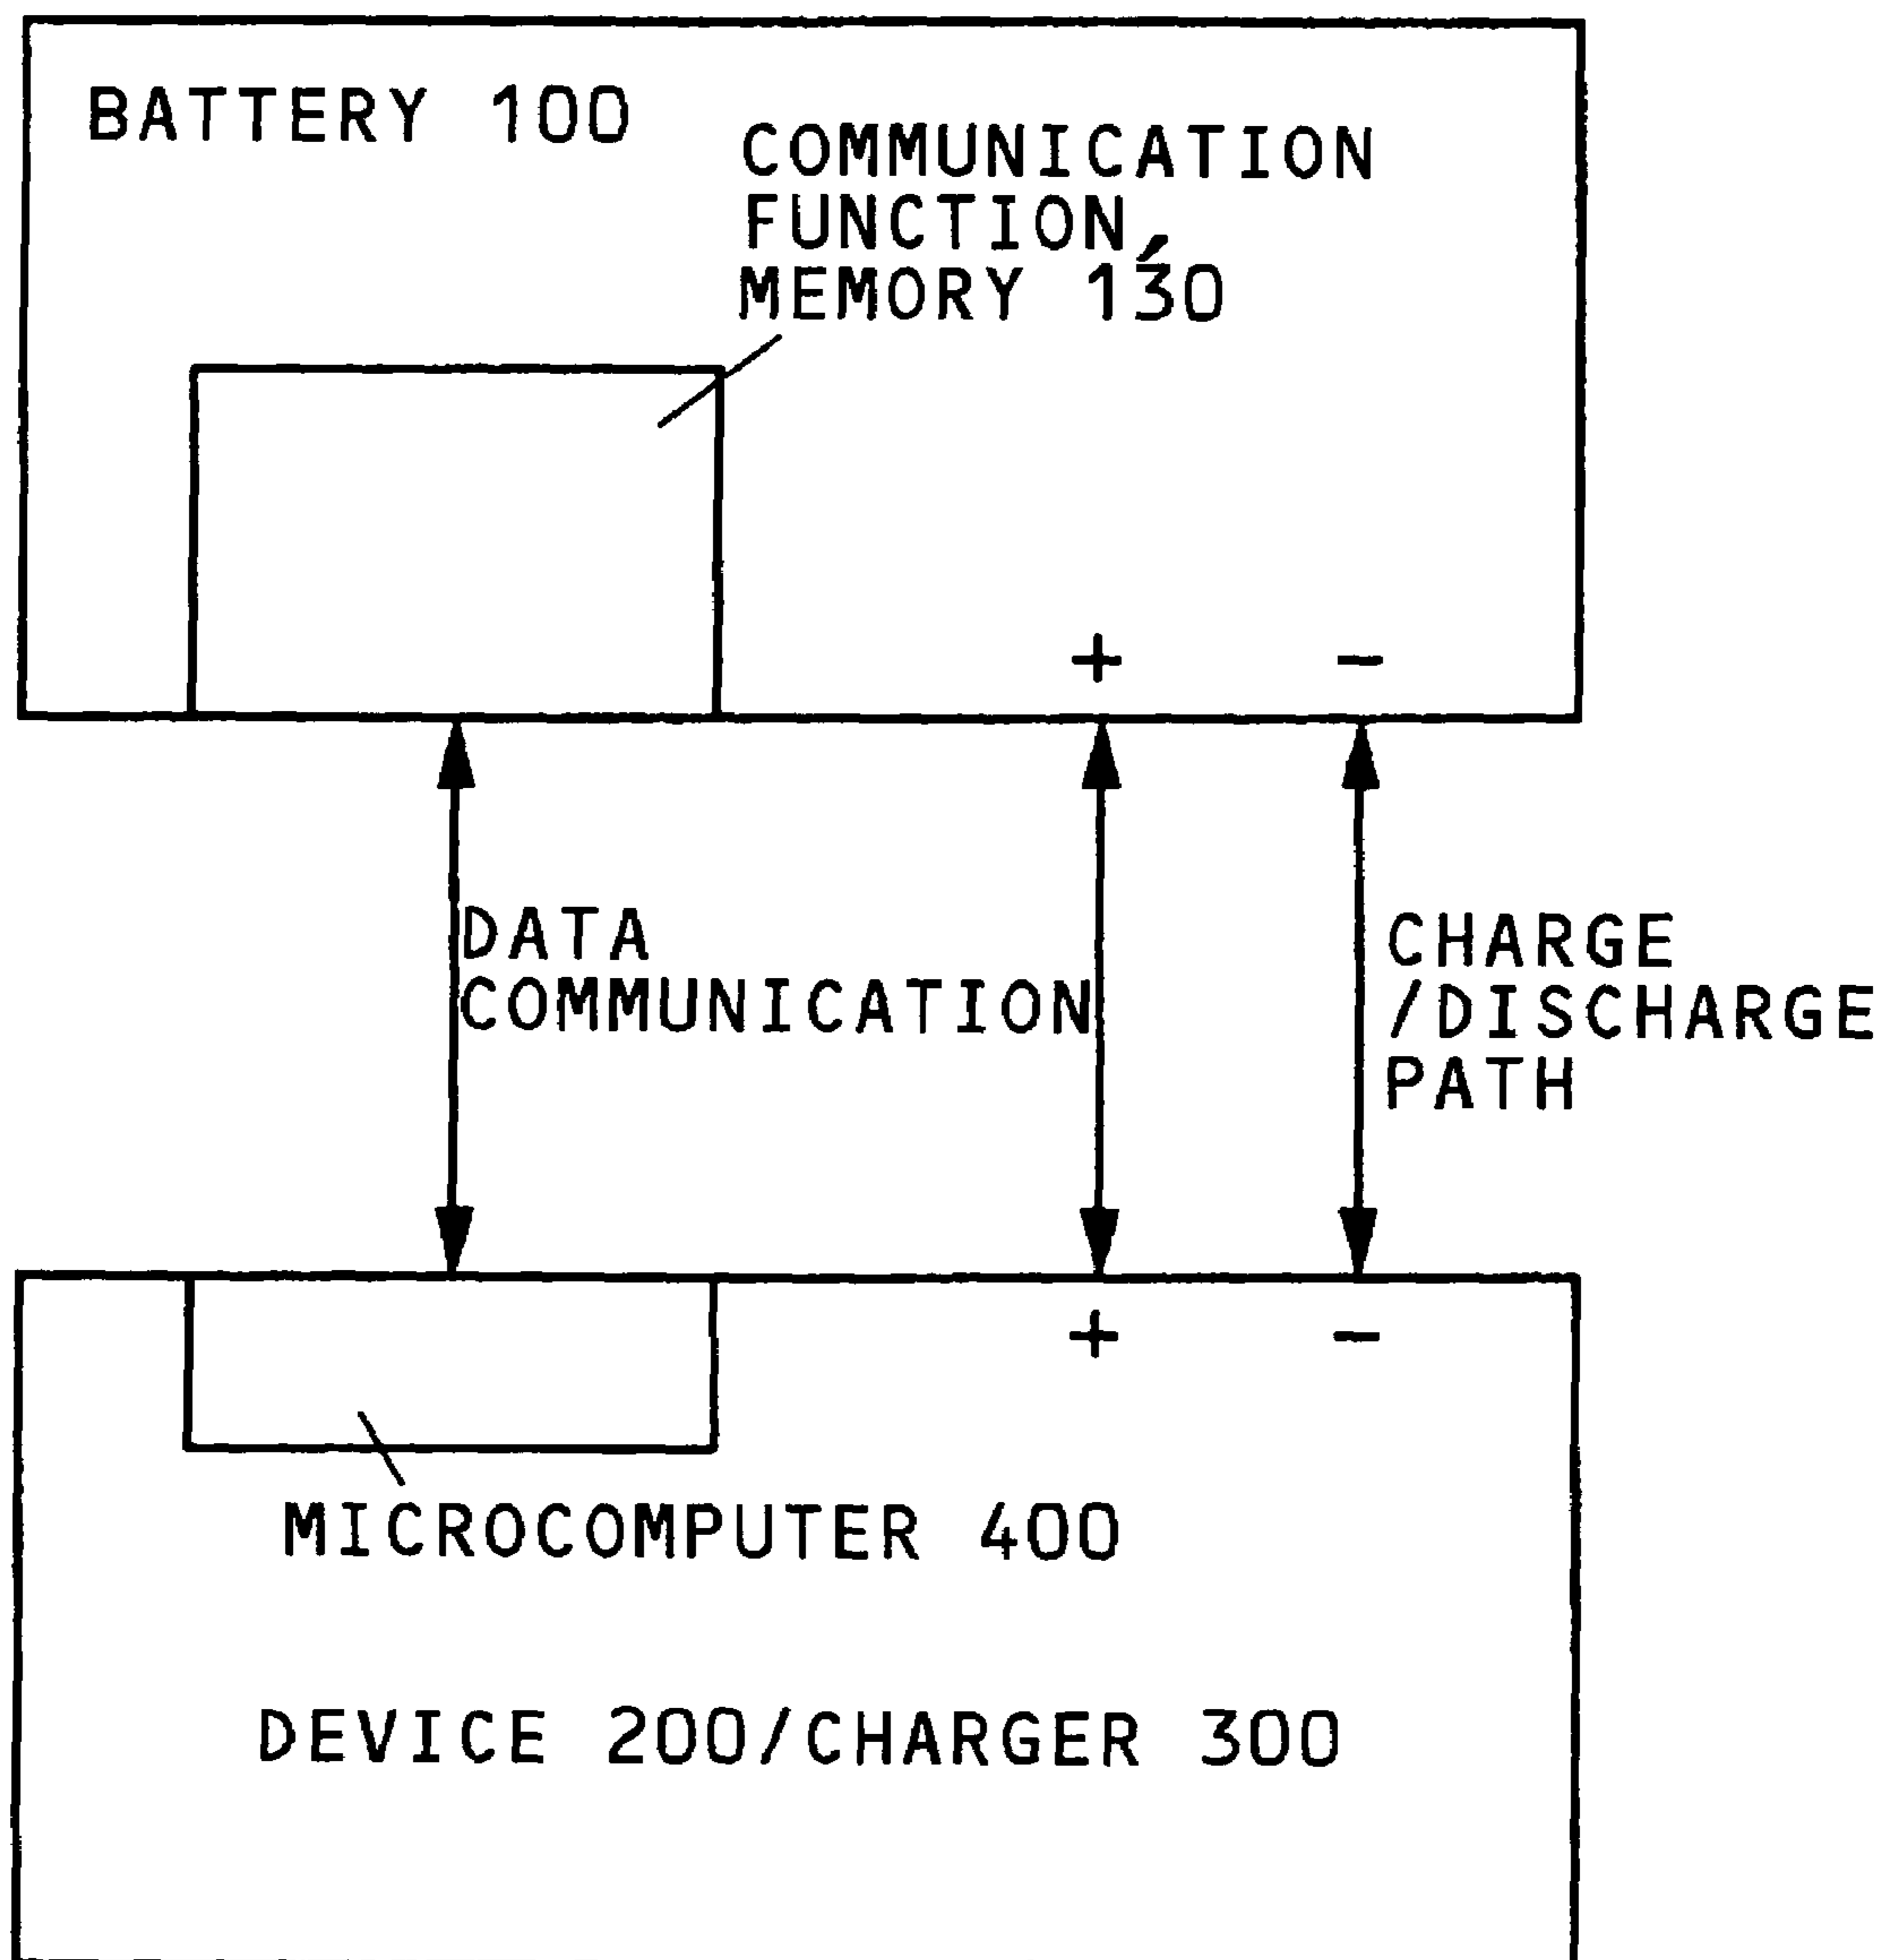 BATTERY 100
COMMUNICATION
FUNCTION,
MEMORY 130
+ −
DATA
COMMUNICATION
CHARGE
/DISCHARGE
PATH
+ −
MICROCOMPUTER 400
DEVICE 200/CHARGER 300